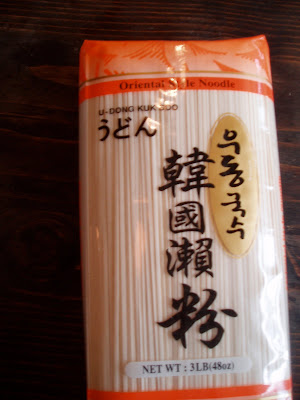 Oriental Style Noodle
U-DONG KUK SOO
うどん
우동국수
韓國瀨粉
NET WT : 3LB(48oz)